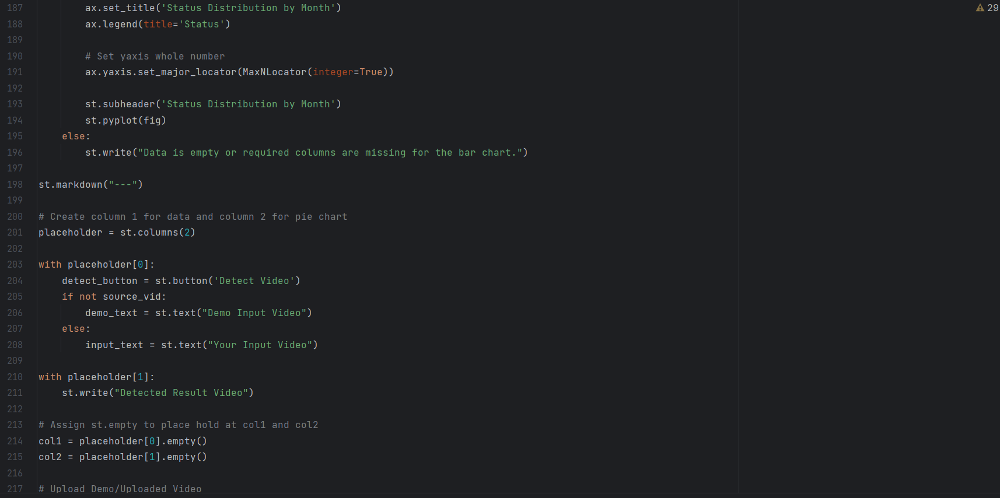 187 ax.set_title('Status Distribution by Month')
29
188 ax.legend(title='Status')
189
190 # Set yaxis whole number
191 ax.yaxis.set_major_locator(MaxNLocator(integer=True))
192
193 st.subheader('Status Distribution by Month')
194 st.pyplot(fig)
195 else:
196 st.write("Data is empty or required columns are missing for the bar chart.")
197
198 st.markdown("---")
199
200 # Create column 1 for data and column 2 for pie chart
201 placeholder = st.columns(2)
202
203 with placeholder[0]:
204 detect_button = st.button('Detect Video')
205 if not source_vid:
206 demo_text = st.text("Demo Input Video")
207 else:
208 input_text = st.text("Your Input Video")
209
210 with placeholder[1]:
211 st.write("Detected Result Video")
212
213 # Assign st.empty to place hold at col1 and col2
214 col1 = placeholder[0].empty()
215 col2 = placeholder[1].empty()
216
217 # Upload Demo/Uploaded Video